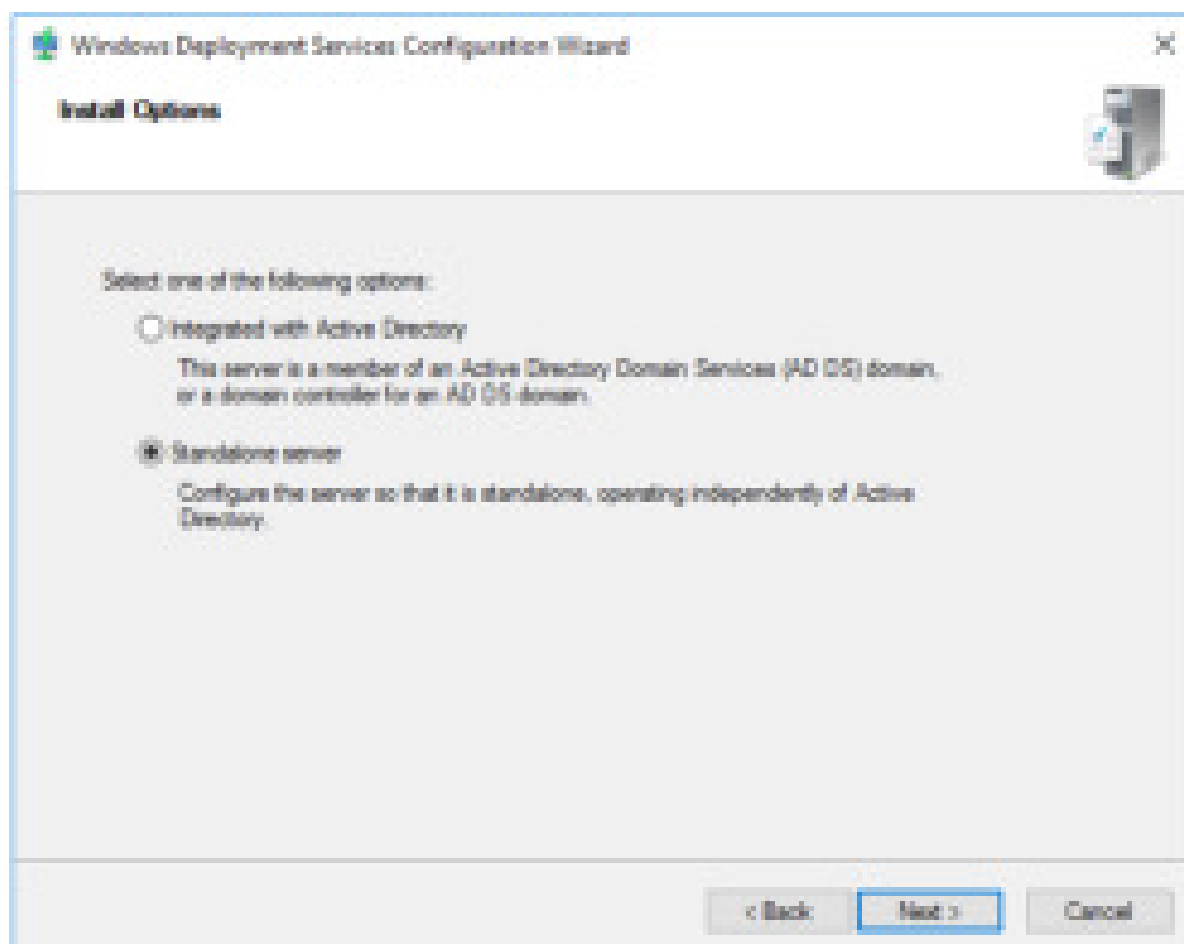 Windows Deployment Services Configuration Wizard
Install Options
Select one of the following options:
Integrated with Active Directory
This server is a member of an Active Directory Domain Services (AD DS) domain,
or a domain controller for an AD DS domain.
Standalone server
Configure the server so that it is standalone, operating independently of Active
Directory.
< Back Next > Cancel